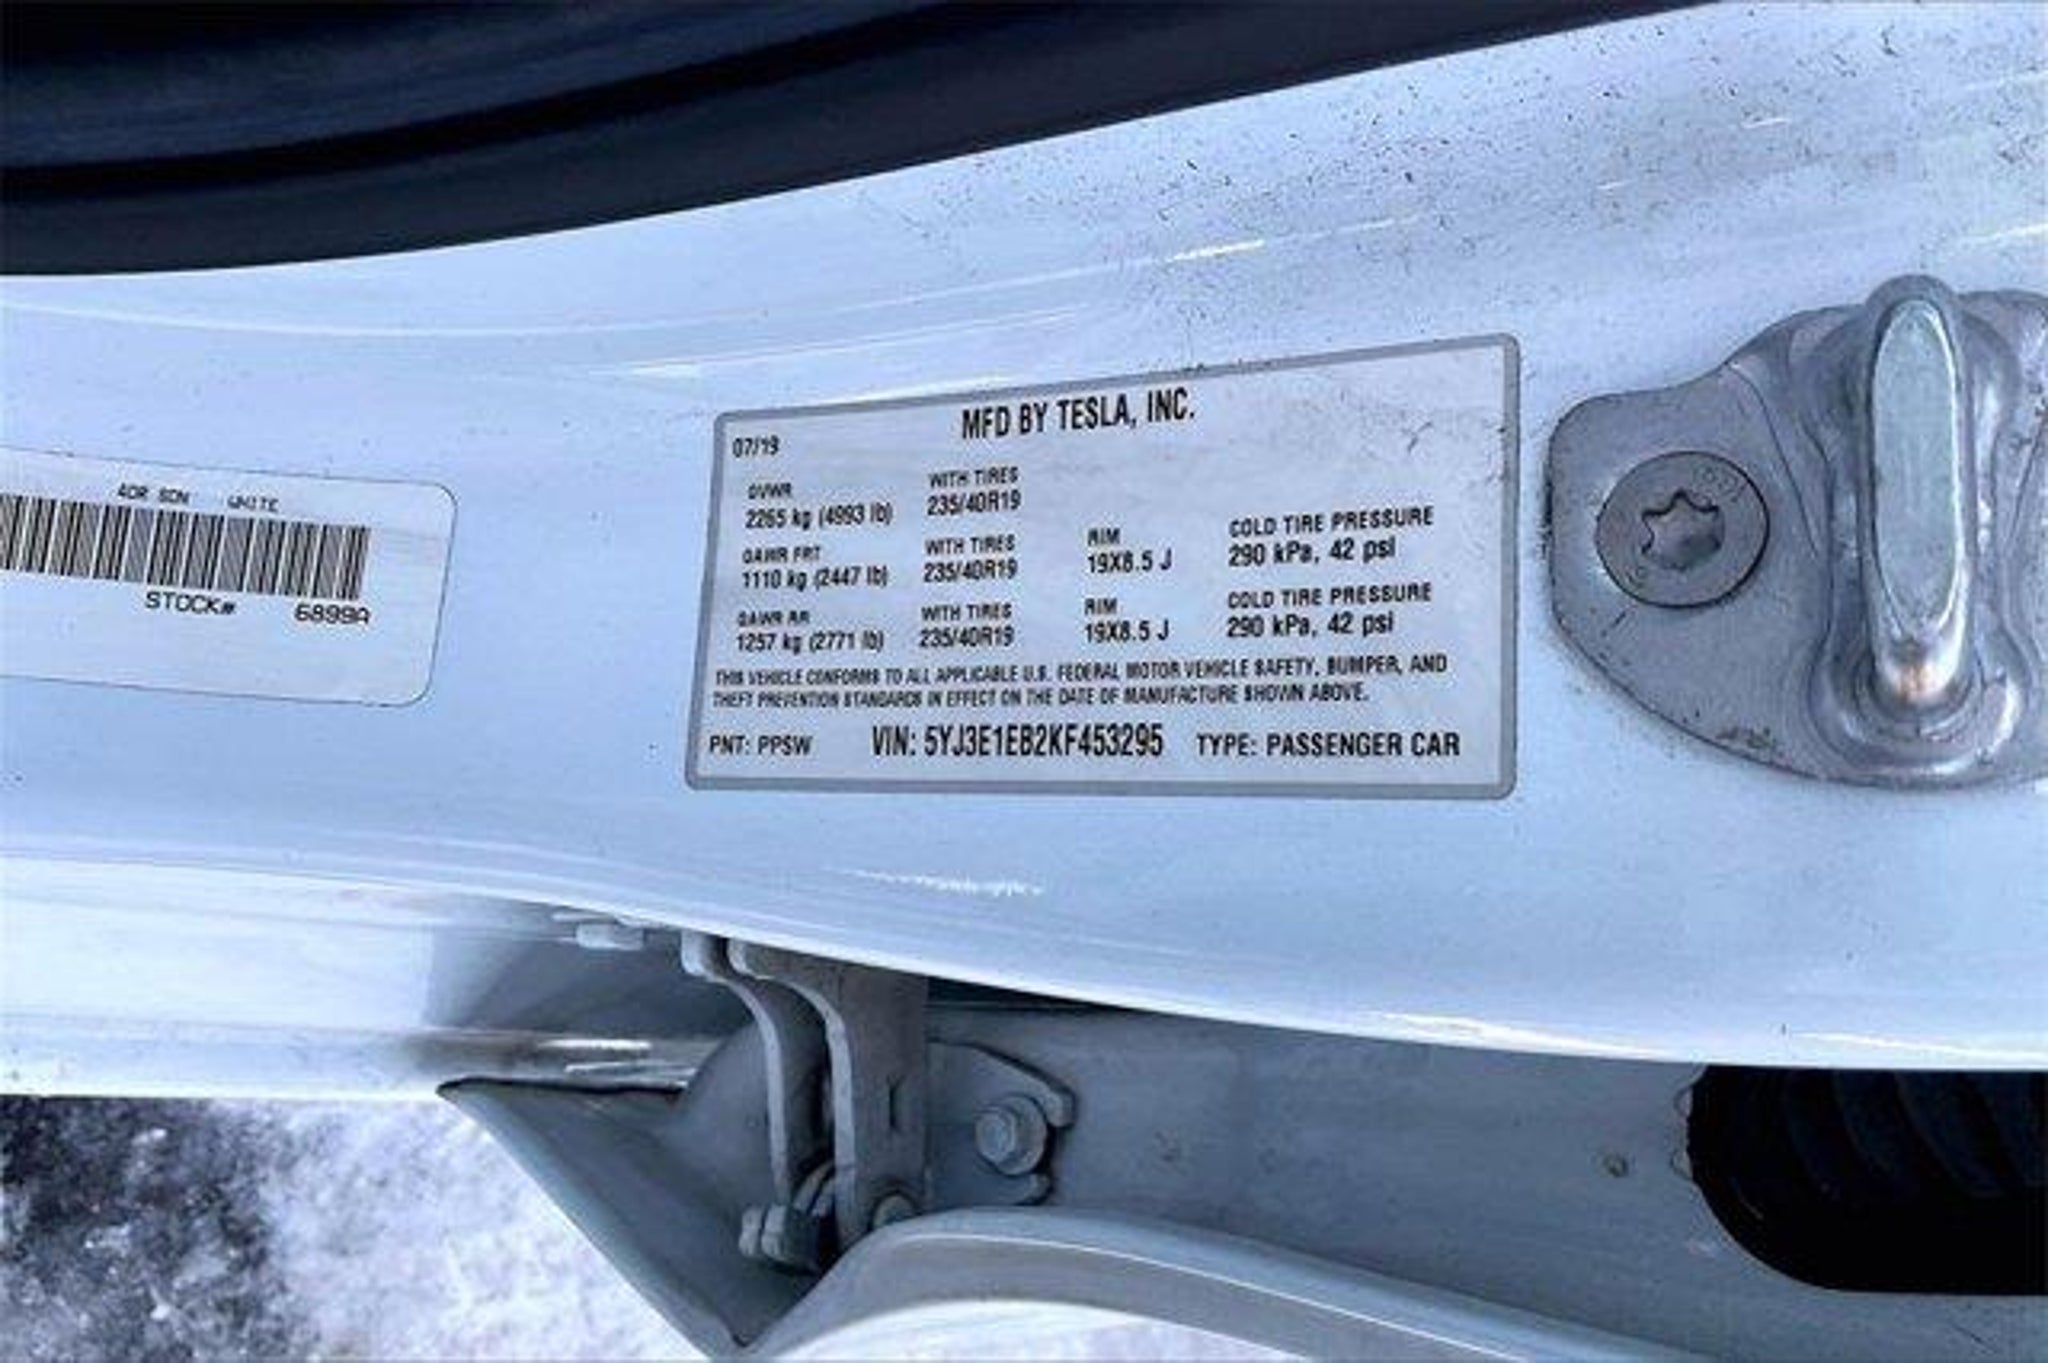 4DR SDN WHITE
STOCK# 6899A
MFD BY TESLA, INC.
07/19
GVWR WITH TIRES
2265 kg (4993 lb) 235/40R19
GAWR FRT WITH TIRES RIM COLD TIRE PRESSURE
1110 kg (2447 lb) 235/40R19 19X8.5 J 290 kPa, 42 psi
GAWR RR WITH TIRES RIM COLD TIRE PRESSURE
1257 kg (2771 lb) 235/40R19 19X8.5 J 290 kPa, 42 psi
THIS VEHICLE CONFORMS TO ALL APPLICABLE U.S. FEDERAL MOTOR VEHICLE SAFETY, BUMPER, AND
THEFT PREVENTION STANDARDS IN EFFECT ON THE DATE OF MANUFACTURE SHOWN ABOVE.
PNT: PPSW VIN: 5YJ3E1EB2KF453295 TYPE: PASSENGER CAR